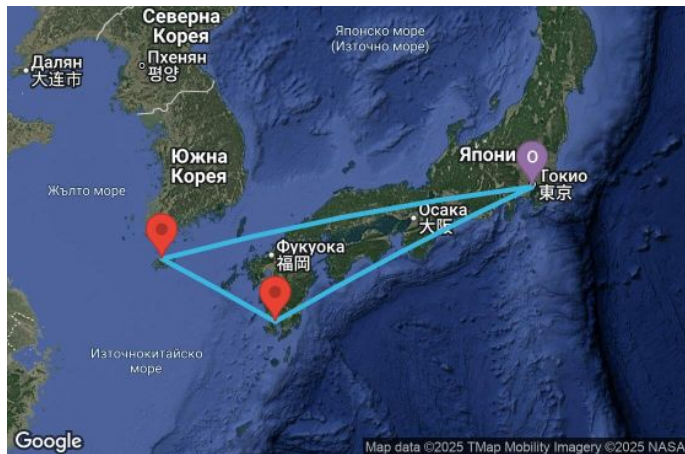 Северна
Корея
Далян
大连市
Пхенян
평양
Японско море
(Източно море)
Южна
Корея
Жълто море
Япони
O
Токио
東京
Осака
大阪
Фукуока
福岡
Източнокитайско
море
Google
Map data ©2025 TMap Mobility Imagery ©2025 NASA